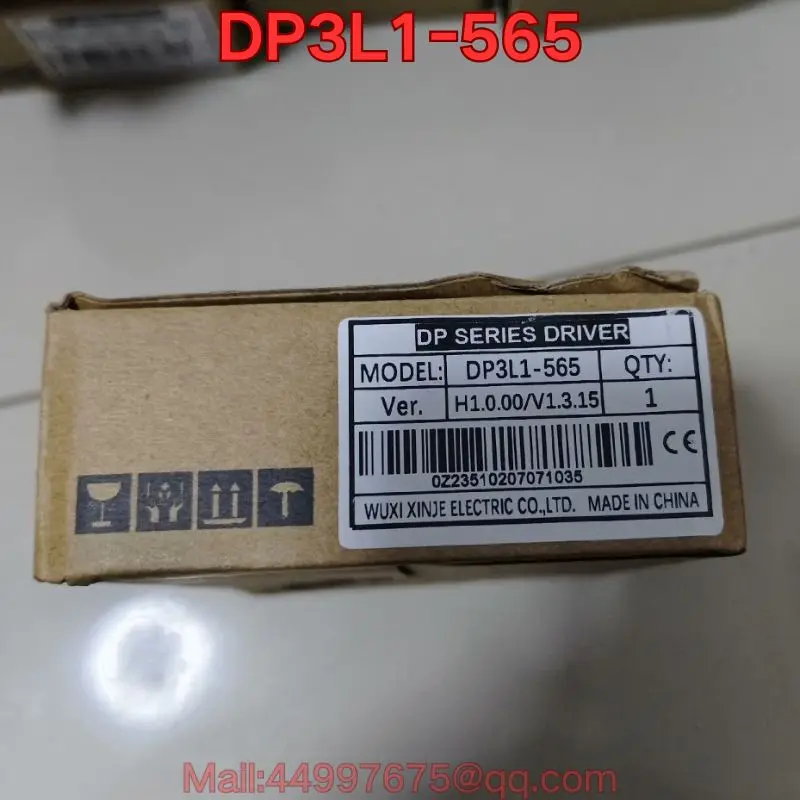 DP3L1-565
DP SERIES DRIVER
MODEL: DP3L1-565 QTY:
Ver. H1.0.00/V1.3.15 1
0Z23510207071035
CE
WUXI XINJE ELECTRIC CO.,LTD. MADE IN CHINA
Mall:44997675@qq.com